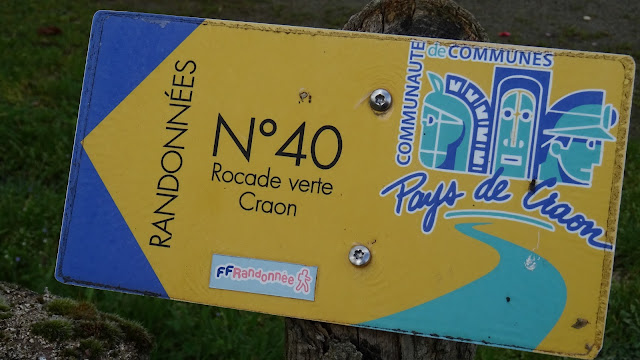 RANDONNÉES
N°40
Rocade verte
Craon
FFRandonnée
COMMUNAUTÉ
de COMMUNES
Pays de Craon